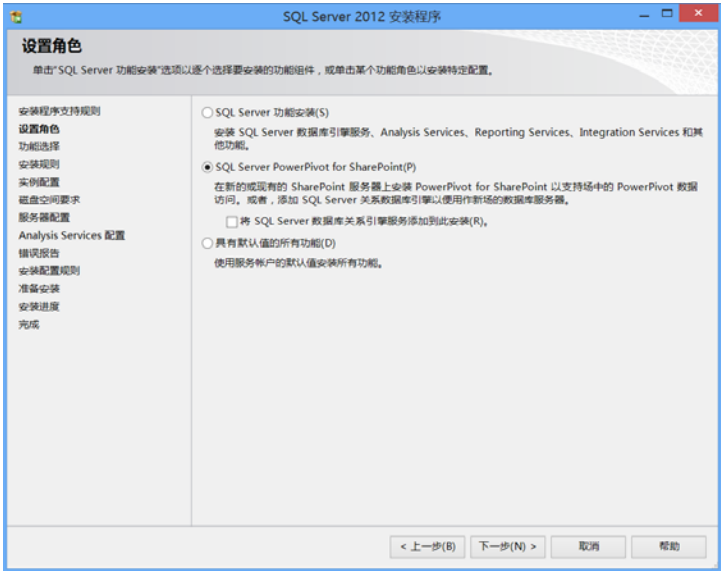 SQL Server 2012 安装程序
设置角色
单击"SQL Server 功能安装"选项以逐个选择要安装的功能组件，或单击某个功能角色以安装特定配置。
安装程序支持规则
设置角色
功能选择
安装规则
实例配置
磁盘空间要求
服务器配置
Analysis Services 配置
错误报告
安装配置规则
准备安装
安装进度
完成
SQL Server 功能安装(S)
安装 SQL Server 数据库引擎服务、Analysis Services、Reporting Services、Integration Services 和其
他功能。
SQL Server PowerPivot for SharePoint(P)
在新的或现有的 SharePoint 服务器上安装 PowerPivot for SharePoint 以支持场中的 PowerPivot 数据
访问。或者，添加 SQL Server 关系数据库引擎以便用作新场的数据库服务器。
将 SQL Server 数据库关系引擎服务添加到此安装(R)。
具有默认值的所有功能(D)
使用服务帐户的默认值安装所有功能。
< 上一步(B)
下一步(N) >
取消
帮助